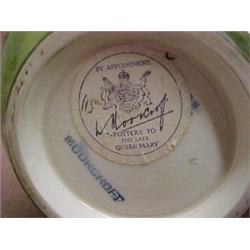 BY APPOINTMENT
W Moorcroft
POTTERS TO
THE LATE
QUEEN MARY
MOORCROFT